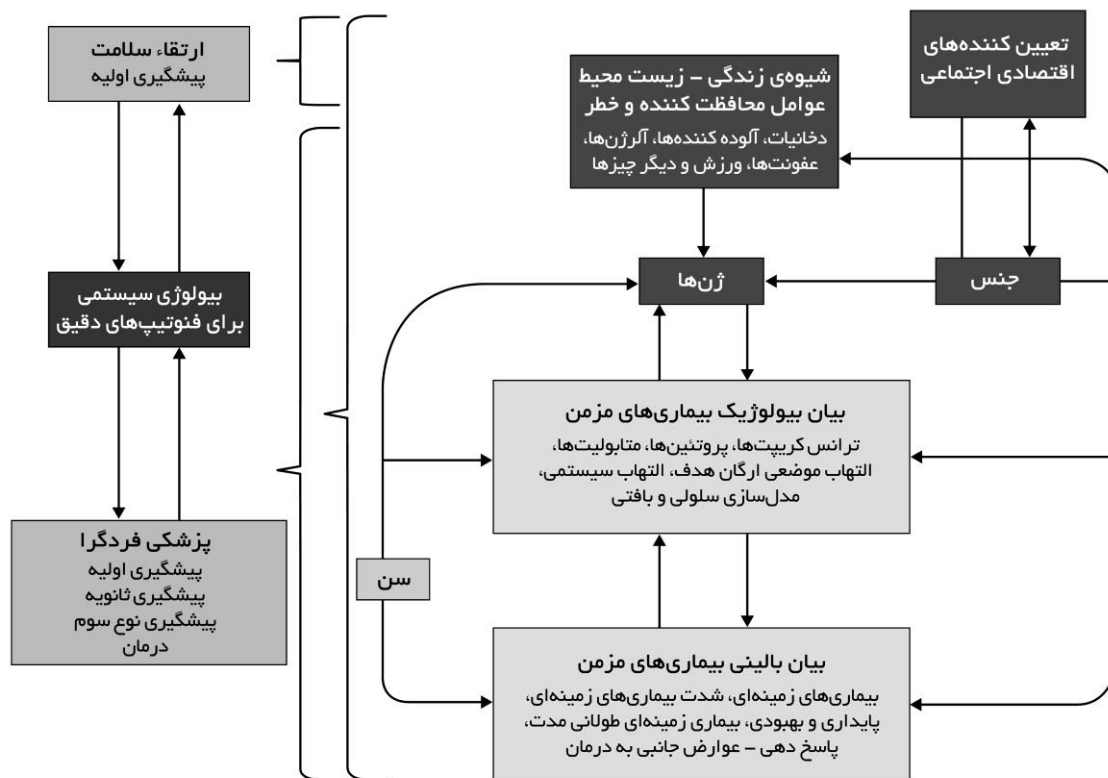 تعیین کننده‌های
اقتصادی اجتماعی
شیوه‌ی زندگی – زیست محیط
عوامل محافظت کننده و خطر
دخانیات، آلوده کننده‌ها، آلرژن‌ها،
عفونت‌ها، ورزش و دیگر چیزها
ارتقاء سلامت
پیشگیری اولیه
جنس
ژن‌ها
بیولوژی سیستمی
برای فنوتیپ‌های دقیق
بیان بیولوژیک بیماری‌های مزمن
ترانس کریپت‌ها، پروتئین‌ها، متابولیت‌ها،
التهاب موضعی ارگان هدف، التهاب سیستمی،
مدل‌سازی سلولی و بافتی
پزشکی فردگرا
پیشگیری اولیه
پیشگیری ثانویه
پیشگیری نوع سوم
درمان
سن
بیان بالینی بیماری‌های مزمن
بیماری‌های زمینه‌ای، شدت بیماری‌های زمینه‌ای،
پایداری و بهبودی، بیماری زمینه‌ای طولانی مدت،
پاسخ دهی – عوارض جانبی به درمان